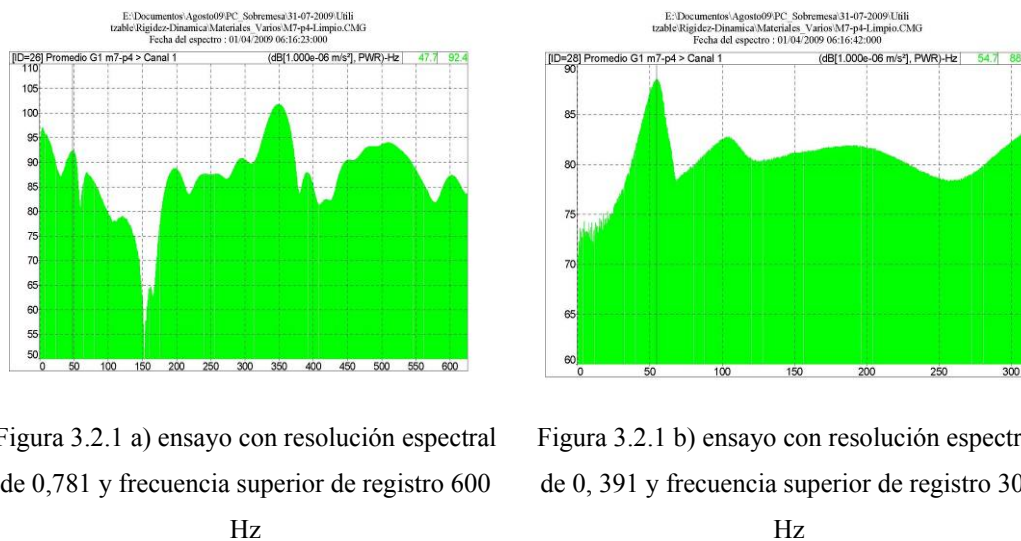 E:\Documentos\Agosto09\PC_Sobremesa\31-07-2009\Utili
tzable\Rigidez-Dinamica\Materiales_Varios\M7-p4-Limpio.CMG
Fecha del espectro : 01/04/2009 06:16:23:000
[ID=26] Promedio G1 m7-p4 > Canal 1 (dB[1.000e-06 m/s²], PWR)-Hz 47.7 92.4
110
105
100
95
90
85
80
75
70
65
60
55
50
0 50 100 150 200 250 300 350 400 450 500 550 600
Figura 3.2.1 a) ensayo con resolución espectral
de 0,781 y frecuencia superior de registro 600
Hz
E:\Documentos\Agosto09\PC_Sobremesa\31-07-2009\Utili
tzable\Rigidez-Dinamica\Materiales_Varios\M7-p4-Limpio.CMG
Fecha del espectro : 01/04/2009 06:16:42:000
[ID=28] Promedio G1 m7-p4 > Canal 1 (dB[1.000e-06 m/s²], PWR)-Hz 54.7 88
90
85
80
75
70
65
60
0 50 100 150 200 250 300
Figura 3.2.1 b) ensayo con resolución espectr
de 0, 391 y frecuencia superior de registro 30
Hz